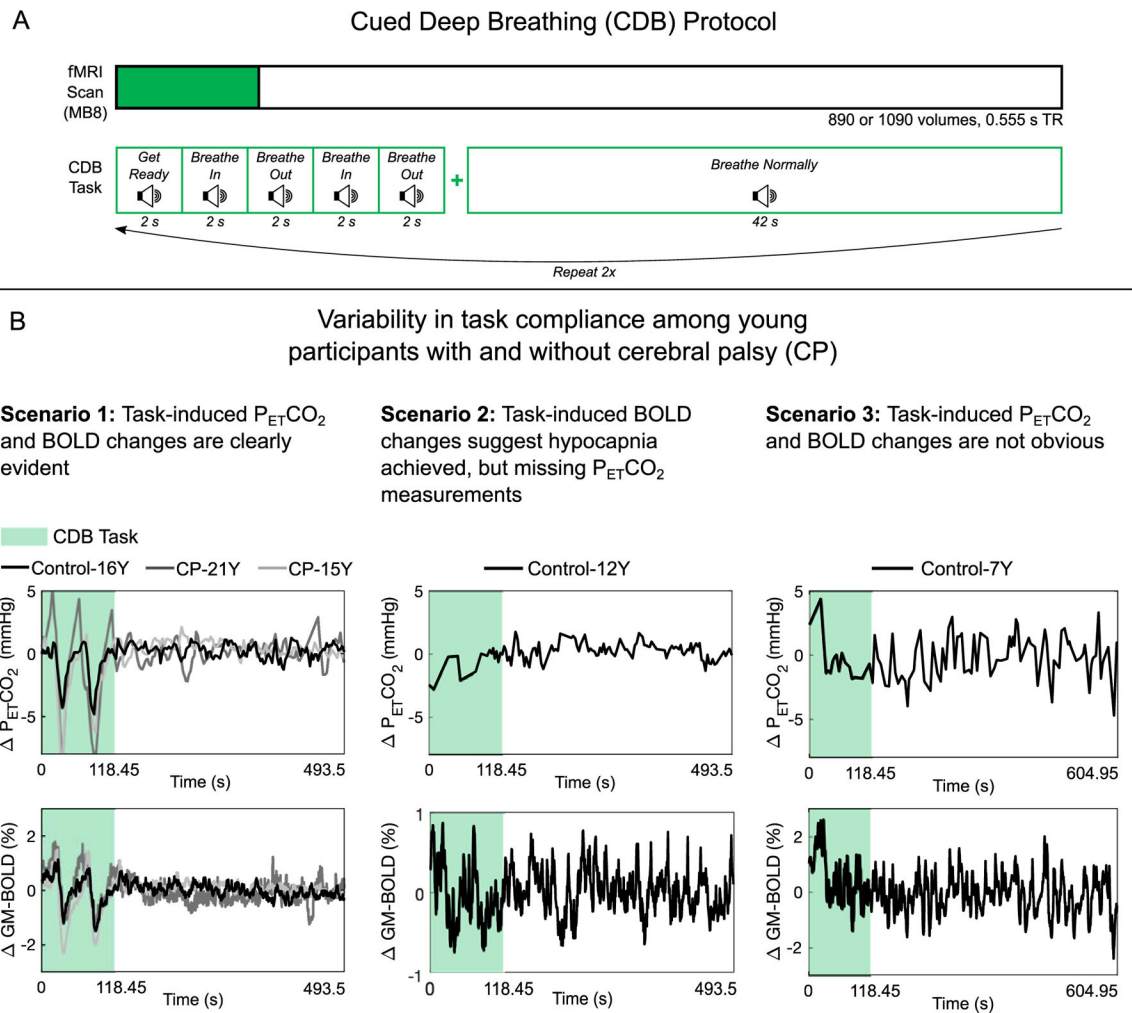 A
Cued Deep Breathing (CDB) Protocol
fMRI
Scan
(MB8)
890 or 1090 volumes, 0.555 s TR
CDB
Task
Get
Ready
Breathe
In
Breathe
Out
Breathe
In
Breathe
Out
+
Breathe Normally
2 s
2 s
2 s
2 s
2 s
42 s
Repeat 2x
B
Variability in task compliance among young
participants with and without cerebral palsy (CP)
Scenario 1: Task-induced PETCO2
and BOLD changes are clearly
evident
Scenario 2: Task-induced BOLD
changes suggest hypocapnia
achieved, but missing PETCO2
measurements
Scenario 3: Task-induced PETCO2
and BOLD changes are not obvious
CDB Task
Control-16Y CP-21Y CP-15Y
Control-12Y
Control-7Y
Δ PETCO2 (mmHg)
5
0
-5
0
118.45
493.5
Time (s)
Δ PETCO2 (mmHg)
5
0
-5
0
118.45
493.5
Time (s)
Δ PETCO2 (mmHg)
5
0
-5
0
118.45
604.95
Time (s)
Δ GM-BOLD (%)
2
0
-2
0
118.45
493.5
Time (s)
Δ GM-BOLD (%)
1
0
-1
0
118.45
493.5
Time (s)
Δ GM-BOLD (%)
2
0
-2
0
118.45
604.95
Time (s)